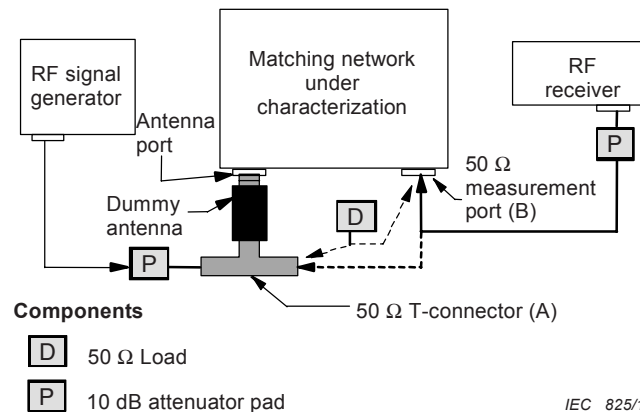 RF signal
generator
Matching network
under
characterization
RF
receiver
P
Antenna
port
50 Ω
measurement
port (B)
Dummy
antenna
D
P
50 Ω T-connector (A)
Components
D 50 Ω Load
P 10 dB attenuator pad
IEC 825/1